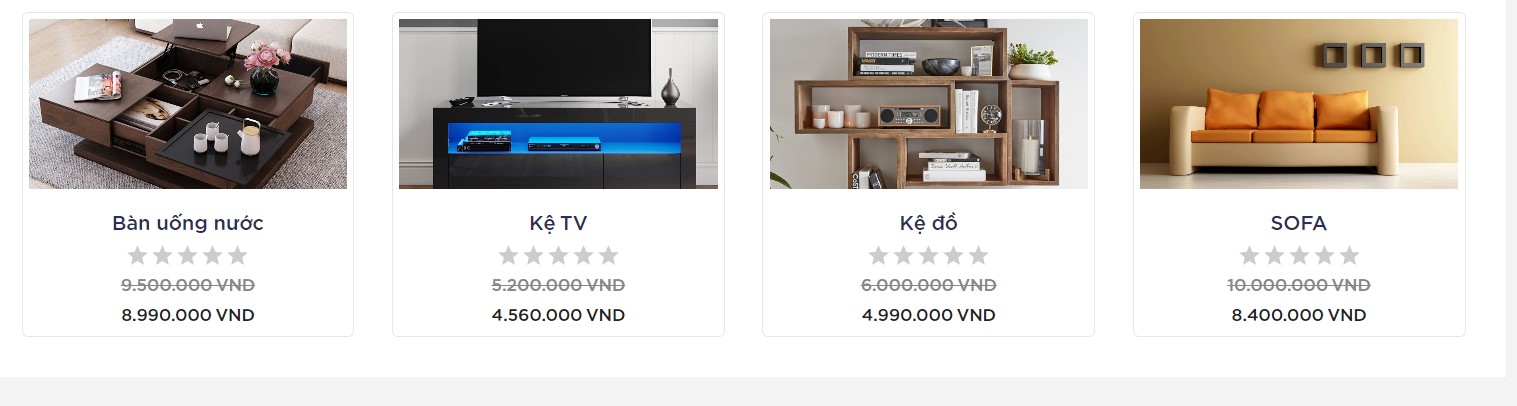 MODERN TIMES
Bàn uống nước
Kệ TV
Kệ đồ
SOFA
9.500.000 VND
5.200.000 VND
6.000.000 VND
10.000.000 VND
8.990.000 VND
4.560.000 VND
4.990.000 VND
8.400.000 VND